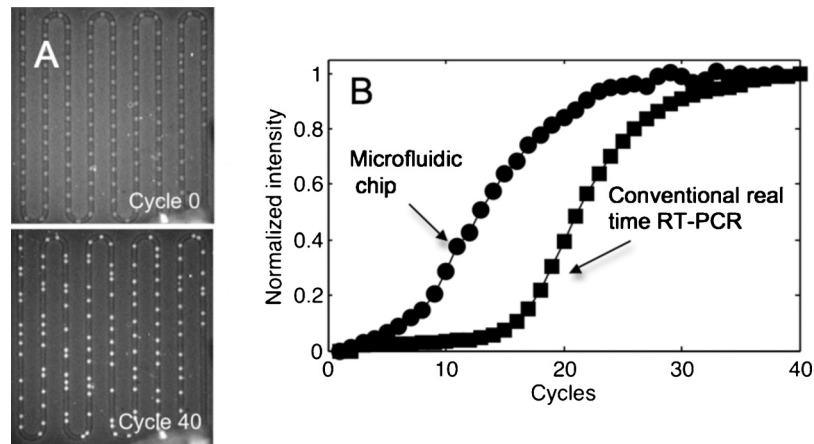 A
Cycle 0
Cycle 40
B
Normalized intensity
1
0.8
0.6
0.4
0.2
0
Microfluidic
chip
Conventional real
time RT-PCR
0
10
20
30
40
Cycles